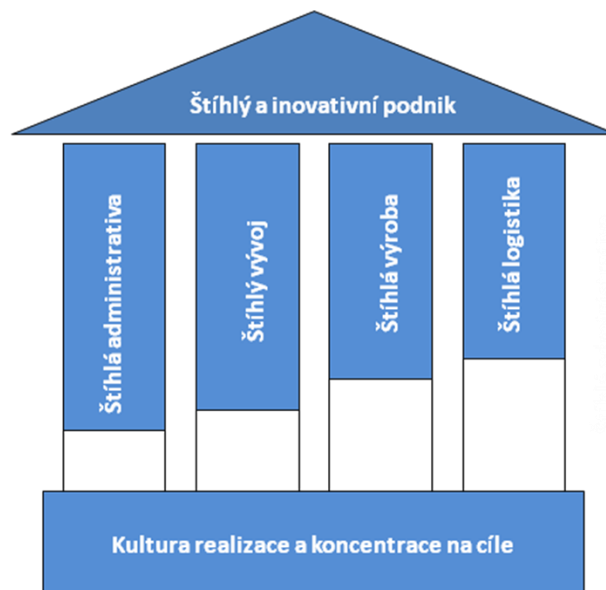 Štíhlý a inovativní podnik
Štíhlá administrativa
Štíhlý vývoj
Štíhlá výroba
Štíhlá logistika
Kultura realizace a koncentrace na cíle